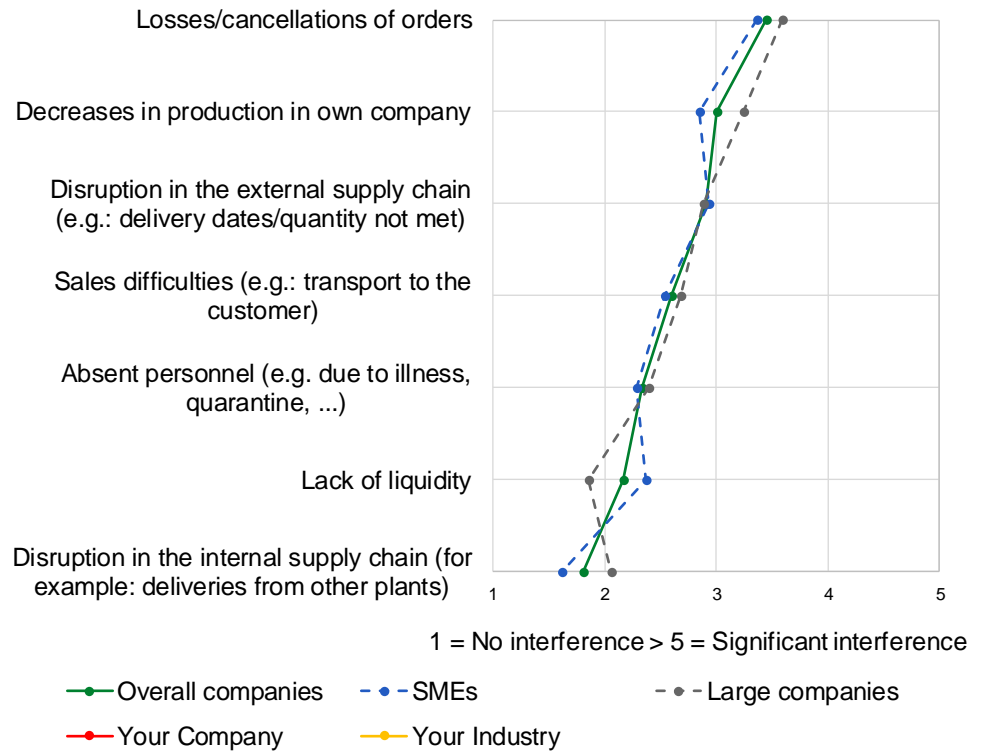 Losses/cancellations of orders
Decreases in production in own company
Disruption in the external supply chain
(e.g.: delivery dates/quantity not met)
Sales difficulties (e.g.: transport to the
customer)
Absent personnel (e.g. due to illness,
quarantine, ...)
Lack of liquidity
Disruption in the internal supply chain (for
example: deliveries from other plants)
1 2 3 4 5
1 = No interference > 5 = Significant interference
Overall companies SMEs Large companies
Your Company Your Industry